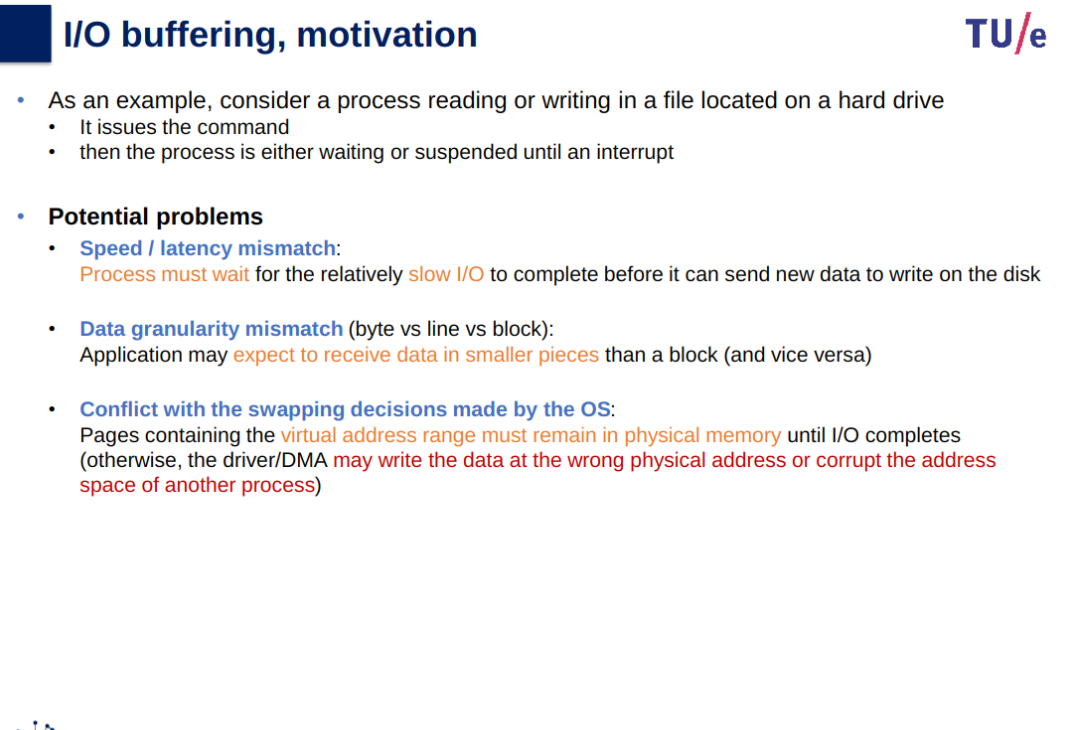 I/O buffering, motivation
TU/e
• As an example, consider a process reading or writing in a file located on a hard drive
• It issues the command
• then the process is either waiting or suspended until an interrupt
• Potential problems
• Speed / latency mismatch:
Process must wait for the relatively slow I/O to complete before it can send new data to write on the disk
• Data granularity mismatch (byte vs line vs block):
Application may expect to receive data in smaller pieces than a block (and vice versa)
• Conflict with the swapping decisions made by the OS:
Pages containing the virtual address range must remain in physical memory until I/O completes
(otherwise, the driver/DMA may write the data at the wrong physical address or corrupt the address
space of another process)